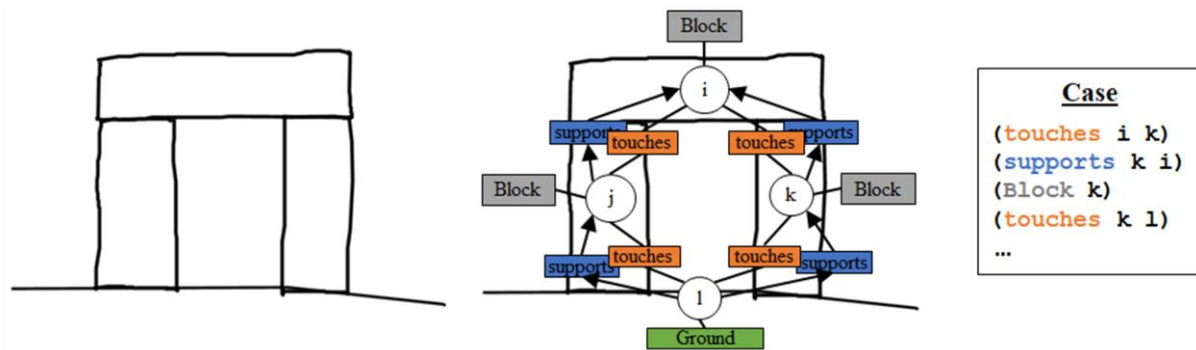 Block
i
supports
touches
touches
supports
Block
j
k
Block
supports
touches
touches
supports
l
Ground
Case
(touches i k)
(supports k i)
(Block k)
(touches k l)
…